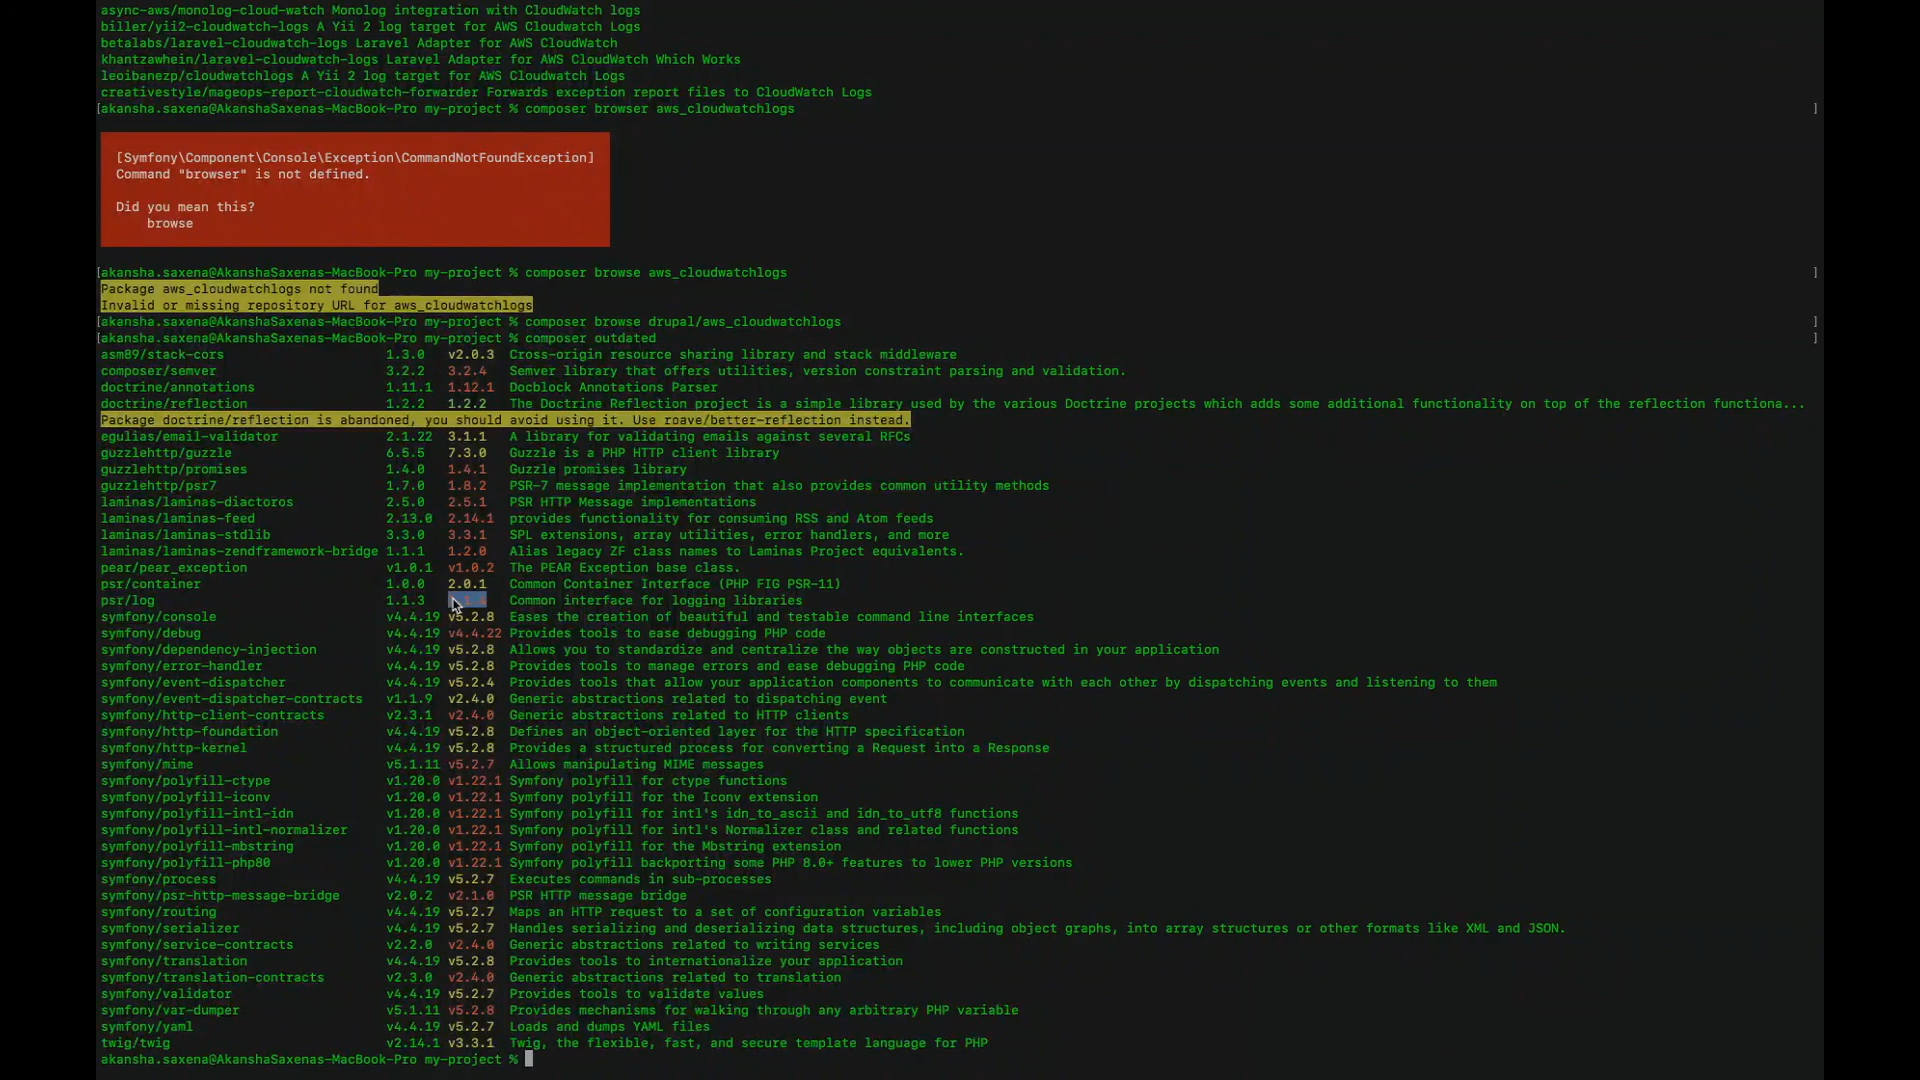 async-aws/monolog-cloud-watch Monolog integration with CloudWatch logs
biller/yii2-cloudwatch-logs A Yii 2 log target for AWS Cloudwatch Logs
betalabs/laravel-cloudwatch-logs Laravel Adapter for AWS CloudWatch
khantzawhein/laravel-cloudwatch-logs Laravel Adapter for AWS CloudWatch Which Works
leoibanezp/cloudwatchlogs A Yii 2 log target for AWS Cloudwatch Logs
creativestyle/mageops-report-cloudwatch-forwarder Forwards exception report files to CloudWatch Logs
[akansha.saxena@AkanshaSaxenas-MacBook-Pro my-project % composer browser aws_cloudwatchlogs ]
[Symfony\Component\Console\Exception\CommandNotFoundException]
Command "browser" is not defined.
Did you mean this?
browse
[akansha.saxena@AkanshaSaxenas-MacBook-Pro my-project % composer browse aws_cloudwatchlogs ]
Package aws_cloudwatchlogs not found
Invalid or missing repository URL for aws_cloudwatchlogs
[akansha.saxena@AkanshaSaxenas-MacBook-Pro my-project % composer browse drupal/aws_cloudwatchlogs ]
[akansha.saxena@AkanshaSaxenas-MacBook-Pro my-project % composer outdated ]
asm89/stack-cors 1.3.0 v2.0.3 Cross-origin resource sharing library and stack middleware
composer/semver 3.2.2 3.2.4 Semver library that offers utilities, version constraint parsing and validation.
doctrine/annotations 1.11.1 1.12.1 Docblock Annotations Parser
doctrine/reflection 1.2.2 1.2.2 The Doctrine Reflection project is a simple library used by the various Doctrine projects which adds some additional functionality on top of the reflection functiona...
Package doctrine/reflection is abandoned, you should avoid using it. Use roave/better-reflection instead.
egulias/email-validator 2.1.22 3.1.1 A library for validating emails against several RFCs
guzzlehttp/guzzle 6.5.5 7.3.0 Guzzle is a PHP HTTP client library
guzzlehttp/promises 1.4.0 1.4.1 Guzzle promises library
guzzlehttp/psr7 1.7.0 1.8.2 PSR-7 message implementation that also provides common utility methods
laminas/laminas-diactoros 2.5.0 2.5.1 PSR HTTP Message implementations
laminas/laminas-feed 2.13.0 2.14.1 provides functionality for consuming RSS and Atom feeds
laminas/laminas-stdlib 3.3.0 3.3.1 SPL extensions, array utilities, error handlers, and more
laminas/laminas-zendframework-bridge 1.1.1 1.2.0 Alias legacy ZF class names to Laminas Project equivalents.
pear/pear_exception v1.0.1 v1.0.2 The PEAR Exception base class.
psr/container 1.0.0 2.0.1 Common Container Interface (PHP FIG PSR-11)
psr/log 1.1.3 Common interface for logging libraries
symfony/console v4.4.19 v5.2.8 Eases the creation of beautiful and testable command line interfaces
symfony/debug v4.4.19 v4.4.22 Provides tools to ease debugging PHP code
symfony/dependency-injection v4.4.19 v5.2.8 Allows you to standardize and centralize the way objects are constructed in your application
symfony/error-handler v4.4.19 v5.2.8 Provides tools to manage errors and ease debugging PHP code
symfony/event-dispatcher v4.4.19 v5.2.4 Provides tools that allow your application components to communicate with each other by dispatching events and listening to them
symfony/event-dispatcher-contracts v1.1.9 v2.4.0 Generic abstractions related to dispatching event
symfony/http-client-contracts v2.3.1 v2.4.0 Generic abstractions related to HTTP clients
symfony/http-foundation v4.4.19 v5.2.8 Defines an object-oriented layer for the HTTP specification
symfony/http-kernel v4.4.19 v5.2.8 Provides a structured process for converting a Request into a Response
symfony/mime v5.1.11 v5.2.7 Allows manipulating MIME messages
symfony/polyfill-ctype v1.20.0 v1.22.1 Symfony polyfill for ctype functions
symfony/polyfill-iconv v1.20.0 v1.22.1 Symfony polyfill for the Iconv extension
symfony/polyfill-intl-idn v1.20.0 v1.22.1 Symfony polyfill for intl's idn_to_ascii and idn_to_utf8 functions
symfony/polyfill-intl-normalizer v1.20.0 v1.22.1 Symfony polyfill for intl's Normalizer class and related functions
symfony/polyfill-mbstring v1.20.0 v1.22.1 Symfony polyfill for the Mbstring extension
symfony/polyfill-php80 v1.20.0 v1.22.1 Symfony polyfill backporting some PHP 8.0+ features to lower PHP versions
symfony/process v4.4.19 v5.2.7 Executes commands in sub-processes
symfony/psr-http-message-bridge v2.0.2 v2.1.0 PSR HTTP message bridge
symfony/routing v4.4.19 v5.2.7 Maps an HTTP request to a set of configuration variables
symfony/serializer v4.4.19 v5.2.7 Handles serializing and deserializing data structures, including object graphs, into array structures or other formats like XML and JSON.
symfony/service-contracts v2.2.0 v2.4.0 Generic abstractions related to writing services
symfony/translation v4.4.19 v5.2.8 Provides tools to internationalize your application
symfony/translation-contracts v2.3.0 v2.4.0 Generic abstractions related to translation
symfony/validator v4.4.19 v5.2.7 Provides tools to validate values
symfony/var-dumper v5.1.11 v5.2.8 Provides mechanisms for walking through any arbitrary PHP variable
symfony/yaml v4.4.19 v5.2.7 Loads and dumps YAML files
twig/twig v2.14.1 v3.3.1 Twig, the flexible, fast, and secure template language for PHP
akansha.saxena@AkanshaSaxenas-MacBook-Pro my-project %